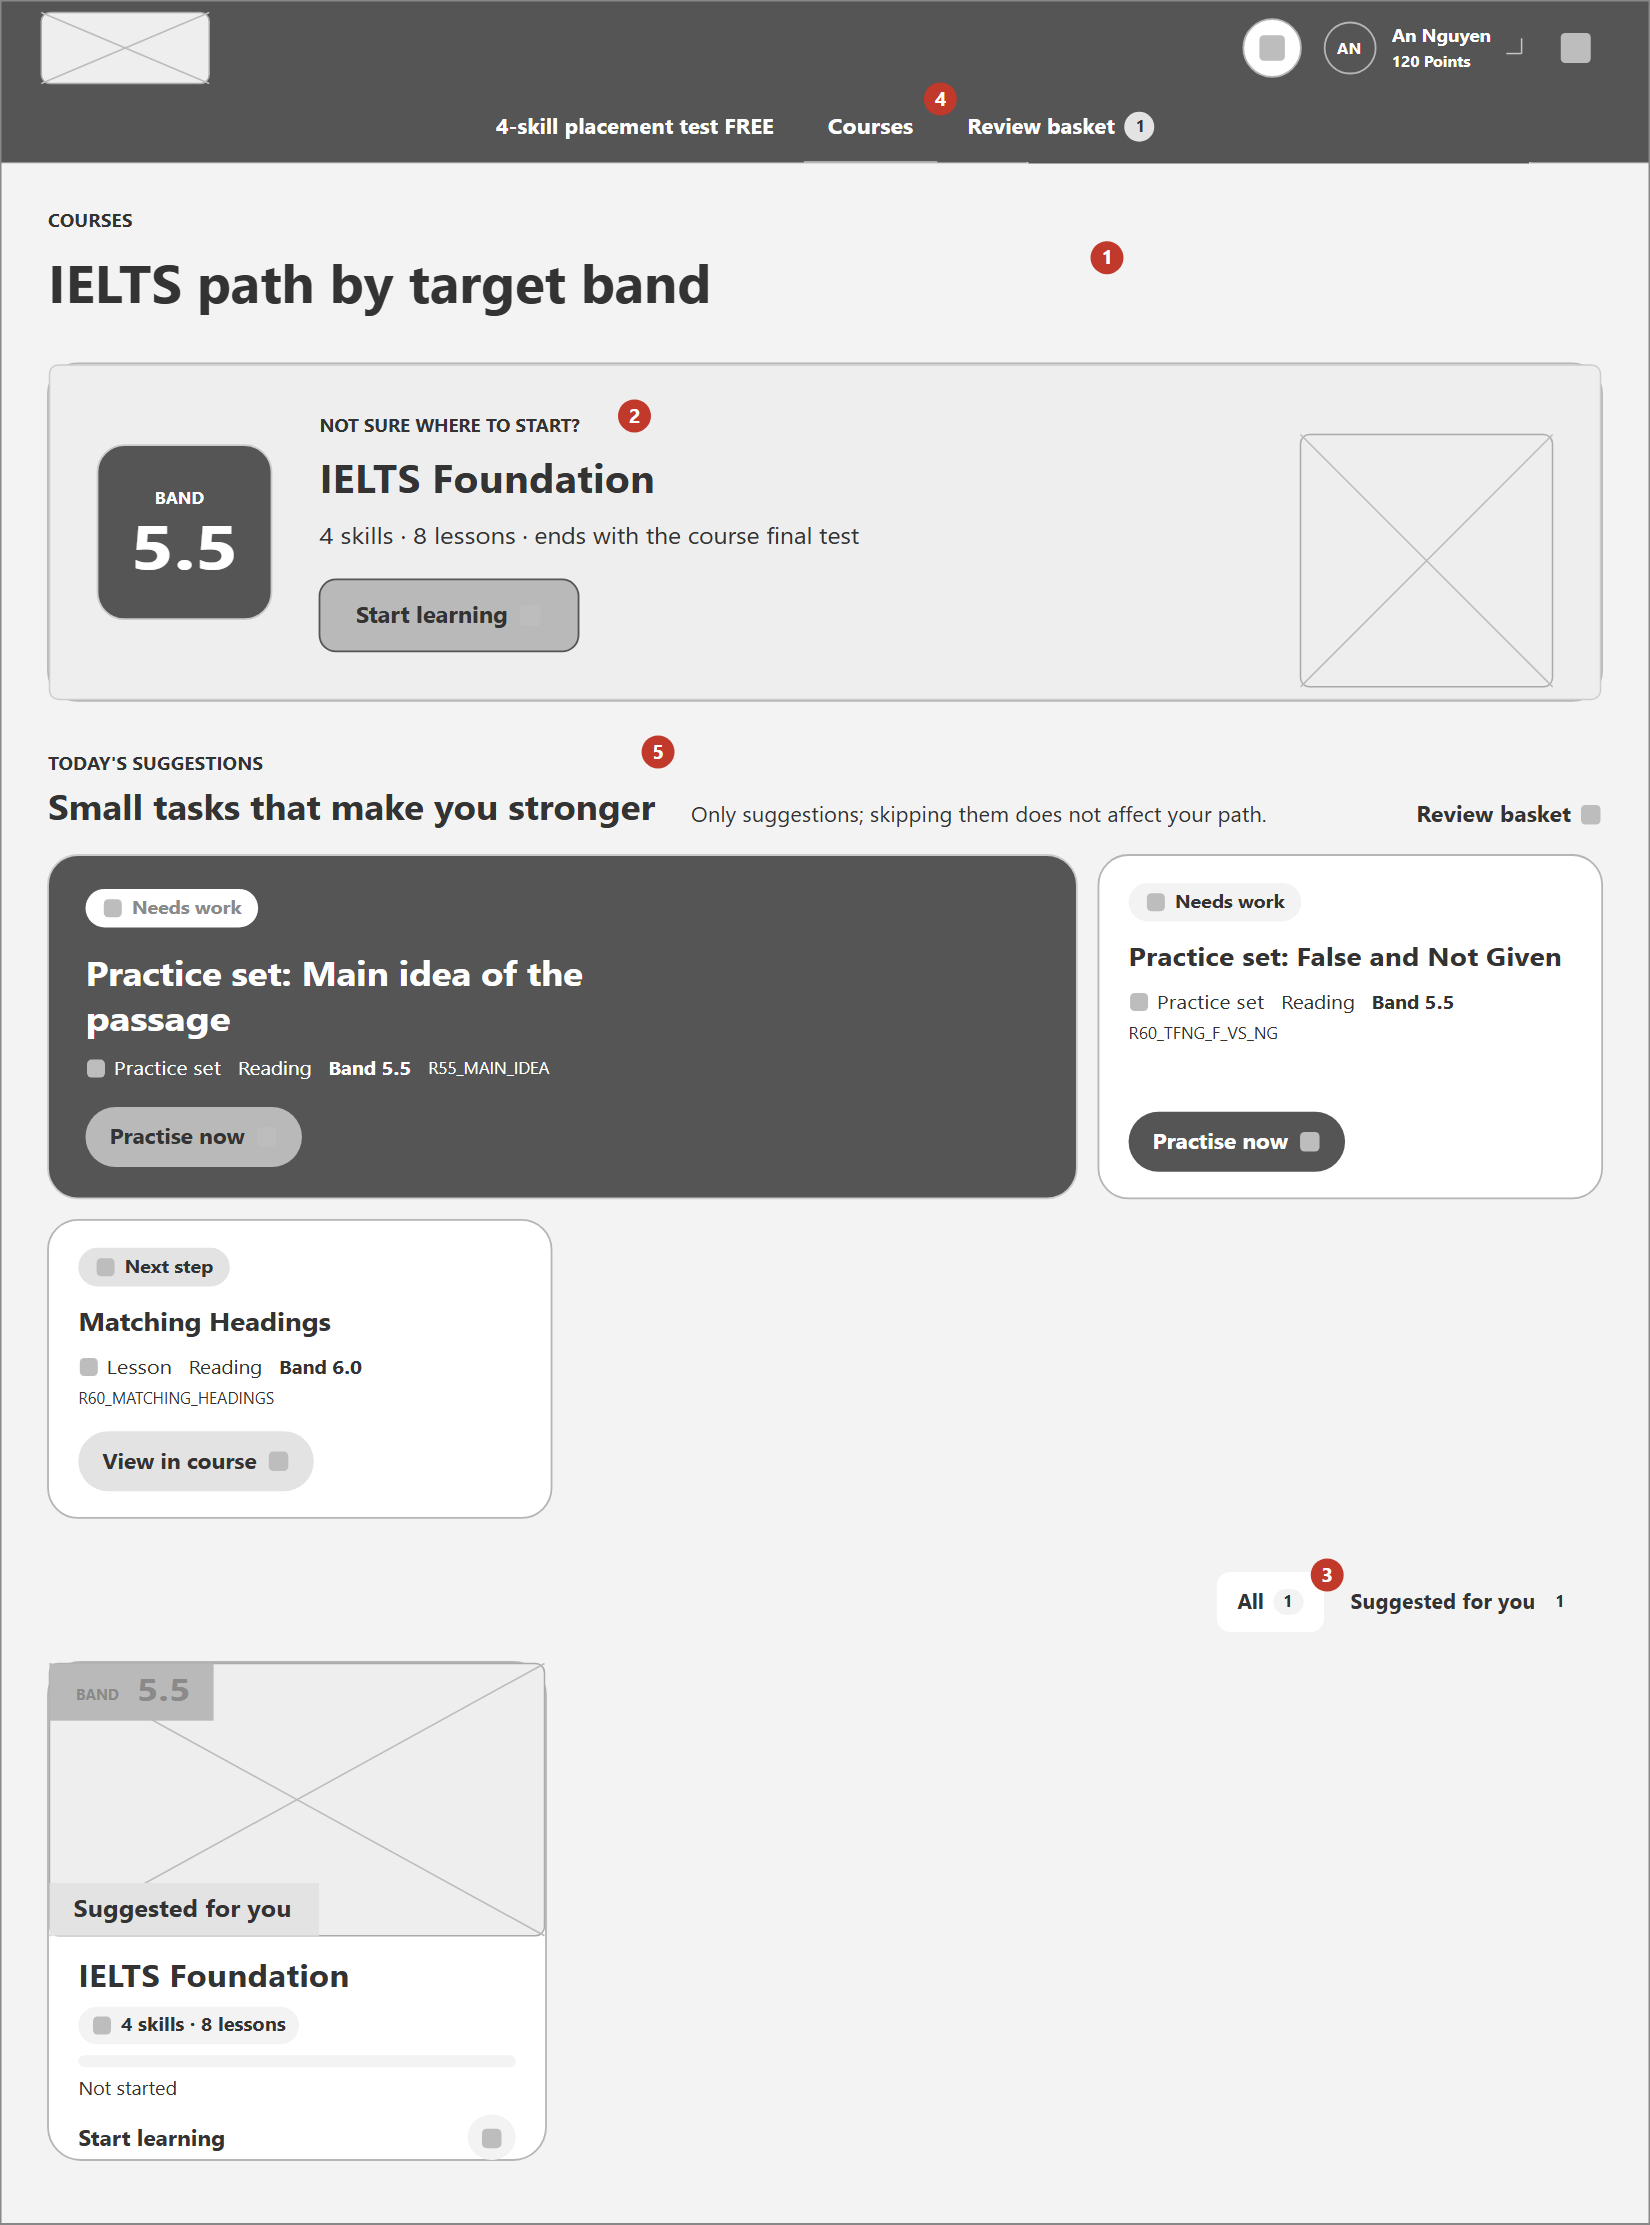 AN
An Nguyen
120 Points
4-skill placement test FREE
Courses
4
Review basket 1
COURSES
IELTS path by target band
1
NOT SURE WHERE TO START?
2
BAND
5.5
IELTS Foundation
4 skills · 8 lessons · ends with the course final test
Start learning
TODAY'S SUGGESTIONS
5
Small tasks that make you stronger
Only suggestions; skipping them does not affect your path.
Review basket
Needs work
Practice set: Main idea of the
passage
Practice set Reading Band 5.5 R55_MAIN_IDEA
Practise now
Needs work
Practice set: False and Not Given
Practice set Reading Band 5.5
R60_TFNG_F_VS_NG
Practise now
Next step
Matching Headings
Lesson Reading Band 6.0
R60_MATCHING_HEADINGS
View in course
All 1
3
Suggested for you 1
BAND 5.5
Suggested for you
IELTS Foundation
4 skills · 8 lessons
Not started
Start learning